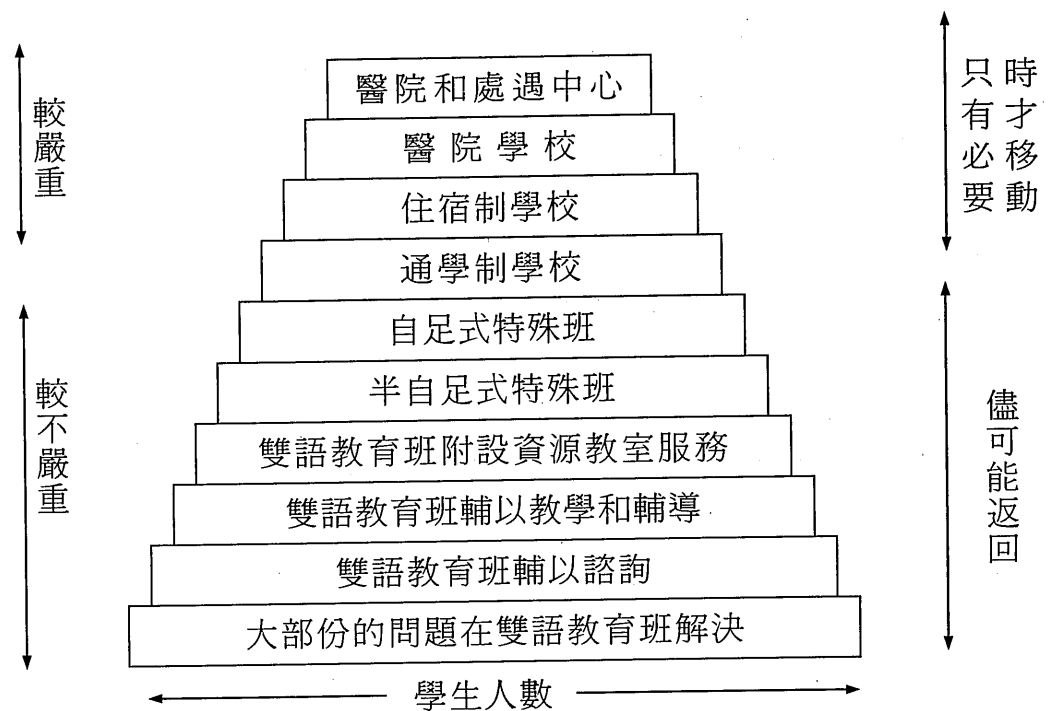 醫院和處遇中心
醫院學校
住宿制學校
通學制學校
自足式特殊班
半自足式特殊班
雙語教育班附設資源教室服務
雙語教育班輔以教學和輔導
雙語教育班輔以諮詢
大部份的問題在雙語教育班解決
學生人數
較嚴重
較不嚴重
只有必要
時才移動
儘可能返回